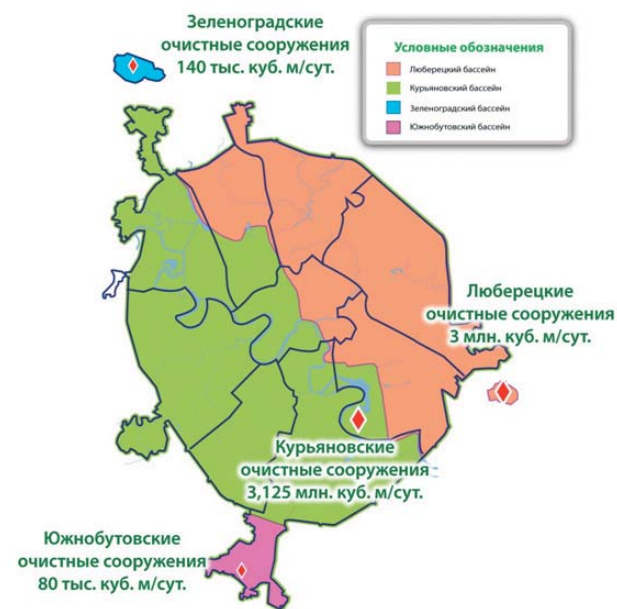 Зеленоградские
очистные сооружения
140 тыс. куб. м/сут.
Условные обозначения
Люберецкий бассейн
Курьяновский бассейн
Зеленоградский бассейн
Южнобутовский бассейн
Люберецкие
очистные сооружения
3 млн. куб. м/сут.
Курьяновские
очистные сооружения
3,125 млн. куб. м/сут.
Южнобутовские
очистные сооружения
80 тыс. куб. м/сут.